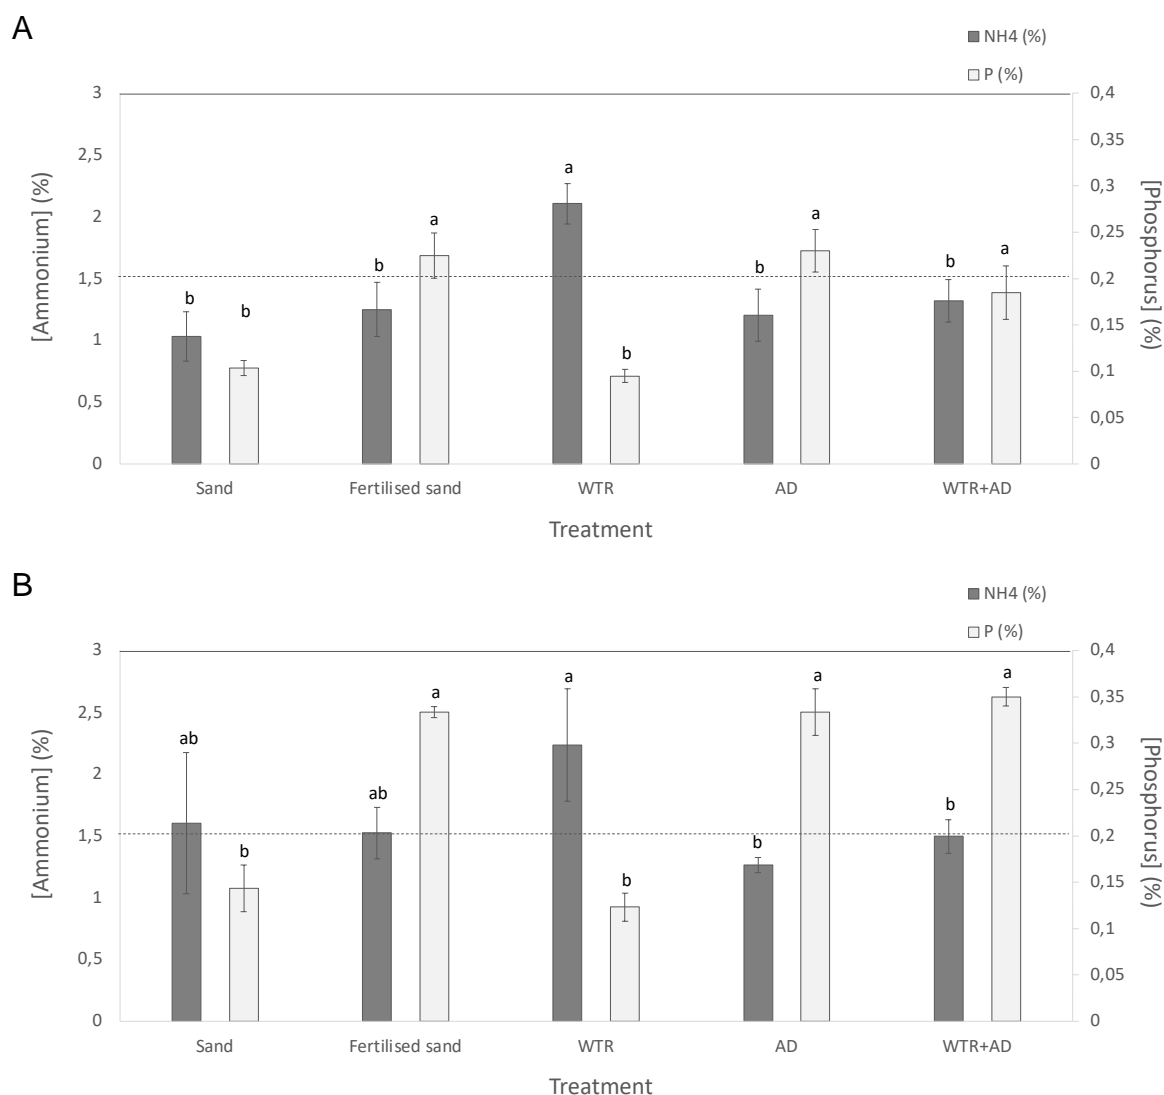 A
NH4 (%)
P (%)
3
2,5
2
1,5
1
0,5
0
[Ammonium] (%)
0,4
0,35
0,3
0,25
0,2
0,15
0,1
0,05
0
[Phosphorus] (%)
b
b
b
a
a
b
b
a
b
a
Sand
Fertilised sand
WTR
AD
WTR+AD
Treatment
B
NH4 (%)
P (%)
3
2,5
2
1,5
1
0,5
0
[Ammonium] (%)
0,4
0,35
0,3
0,25
0,2
0,15
0,1
0,05
0
[Phosphorus] (%)
ab
b
ab
a
a
b
b
a
b
a
Sand
Fertilised sand
WTR
AD
WTR+AD
Treatment